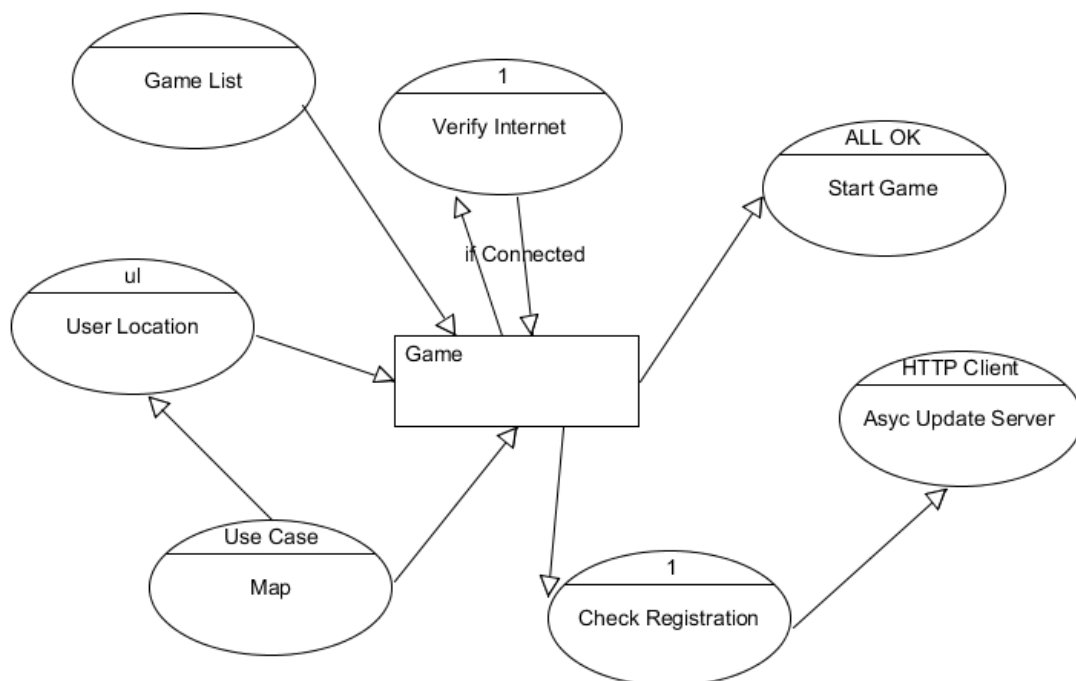 Game List
1
Verify Internet
ALL OK
Start Game
if Connected
ul
User Location
Game
HTTP Client
Asyc Update Server
Use Case
Map
1
Check Registration